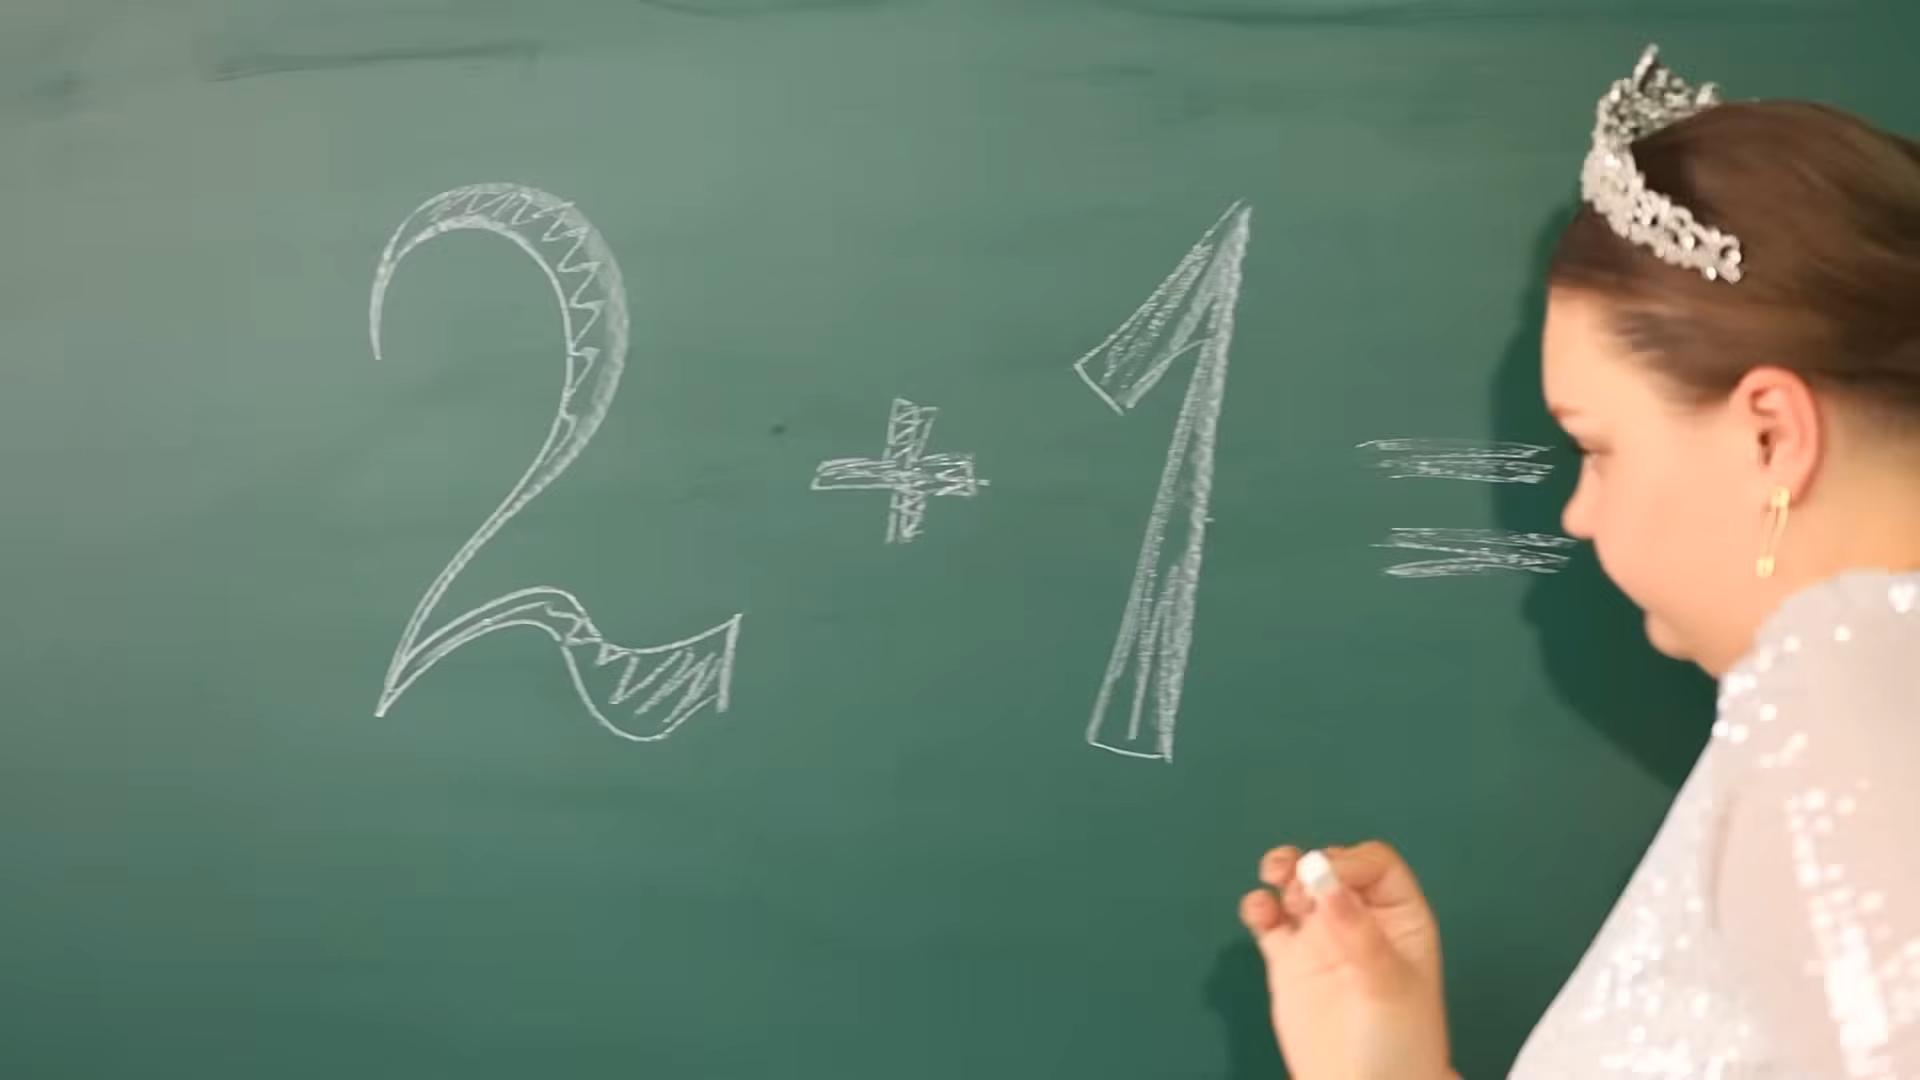 2 + 1 =